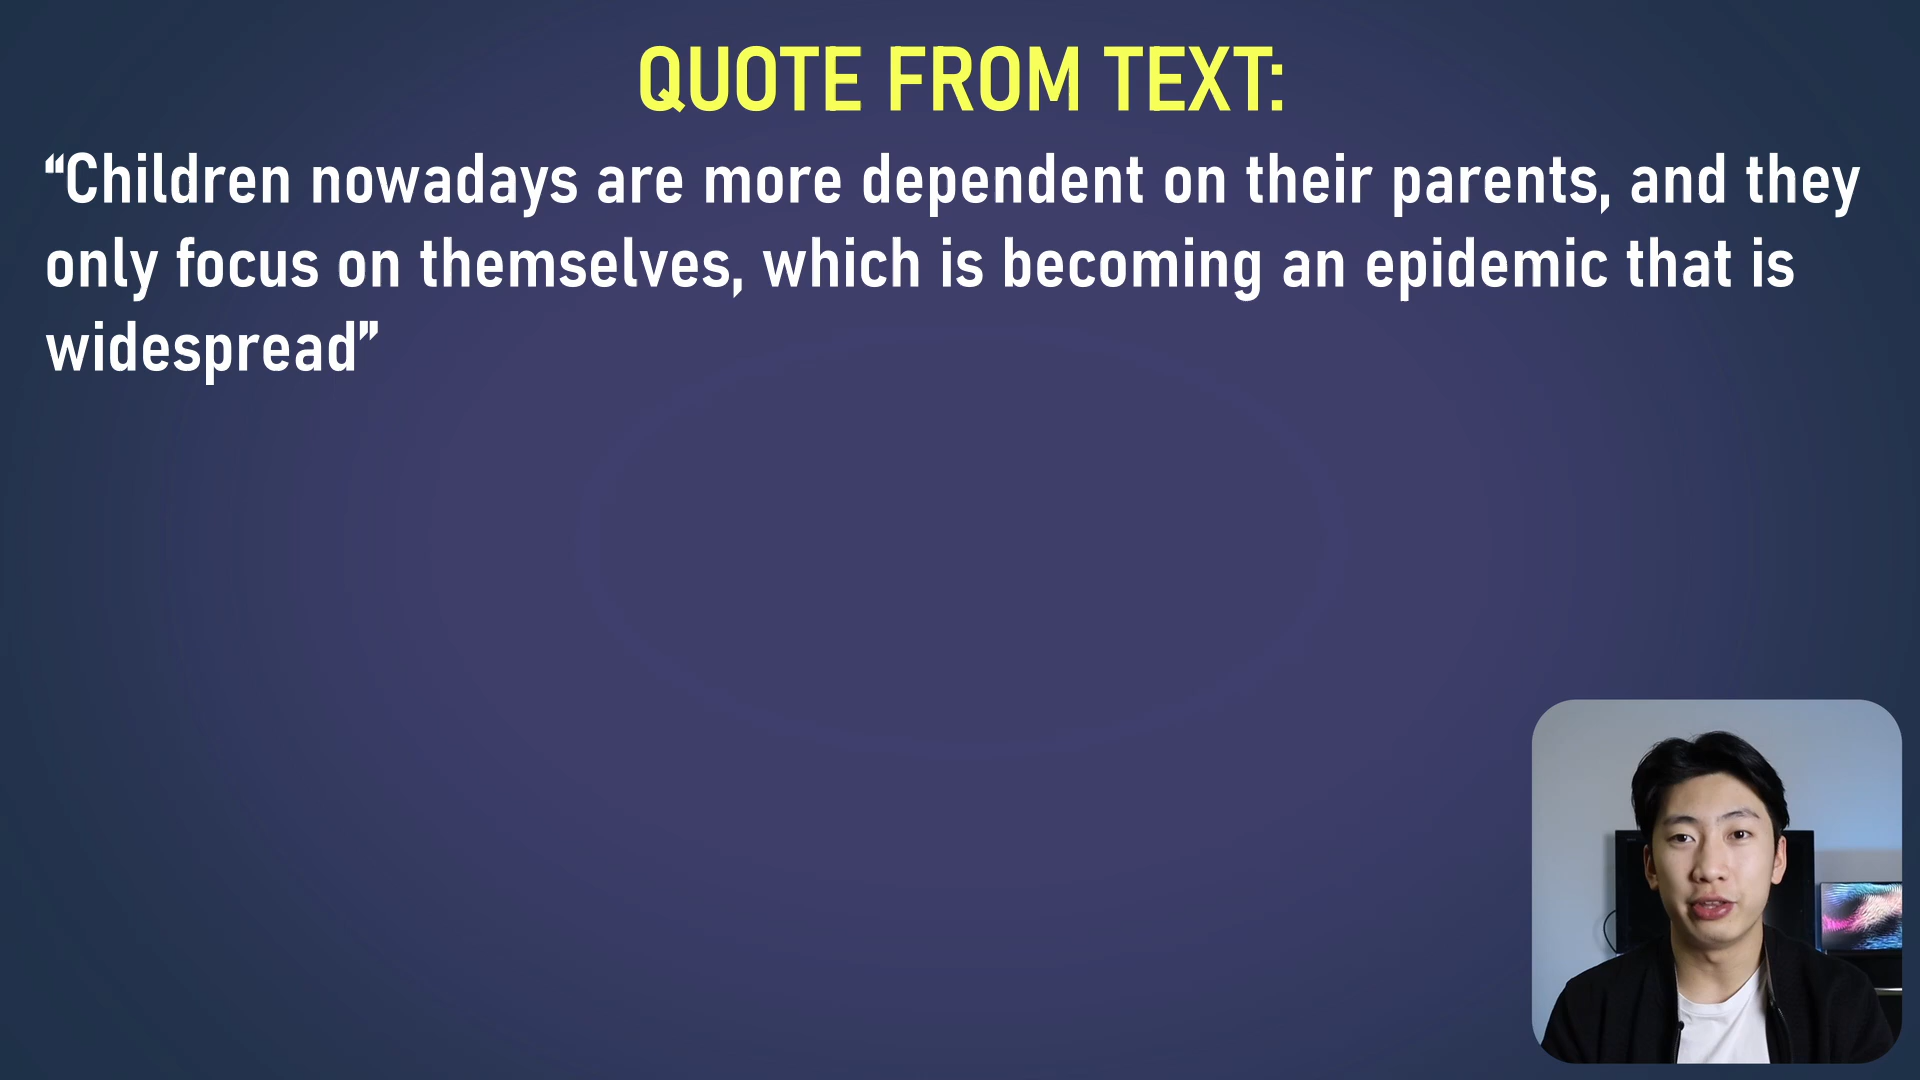 QUOTE FROM TEXT:
“Children nowadays are more dependent on their parents, and they
only focus on themselves, which is becoming an epidemic that is
widespread”